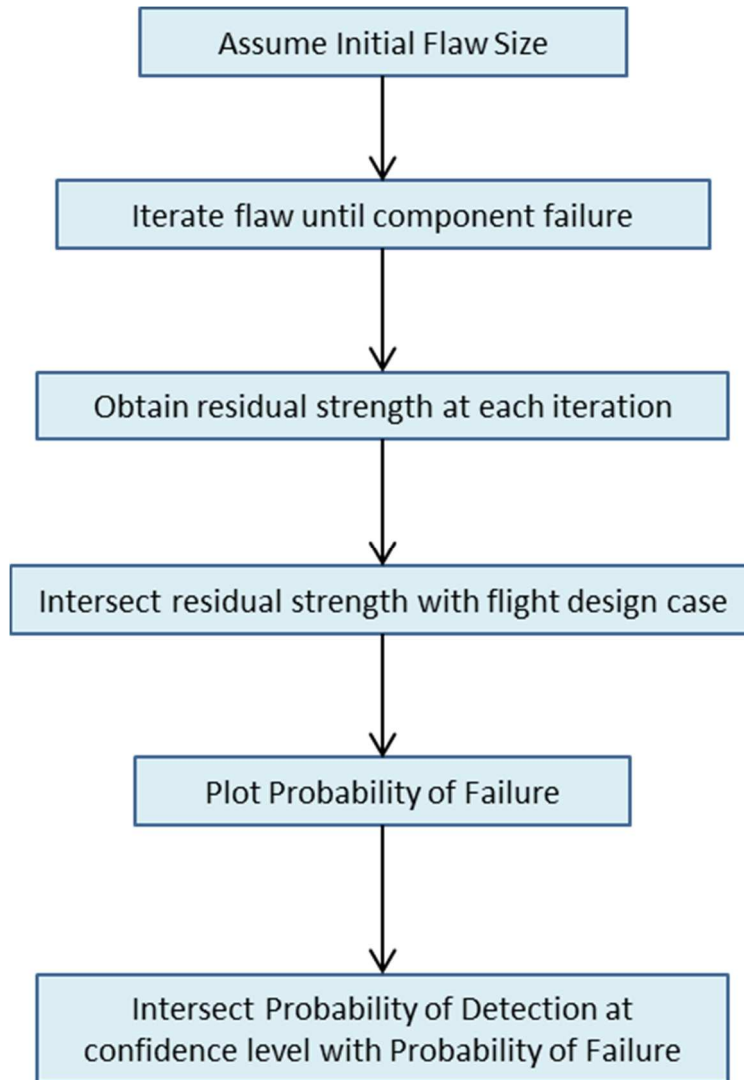 Assume Initial Flaw Size
Iterate flaw until component failure
Obtain residual strength at each iteration
Intersect residual strength with flight design case
Plot Probability of Failure
Intersect Probability of Detection at
confidence level with Probability of Failure